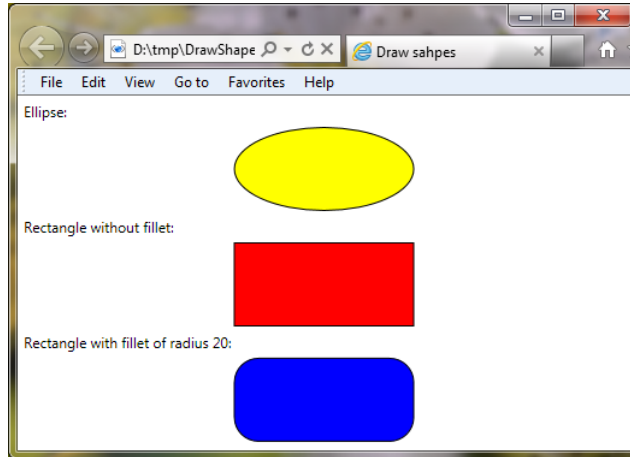 D:\tmp\DrawShape
Draw sahpes
File Edit View Go to Favorites Help
Ellipse:
Rectangle without fillet:
Rectangle with fillet of radius 20: